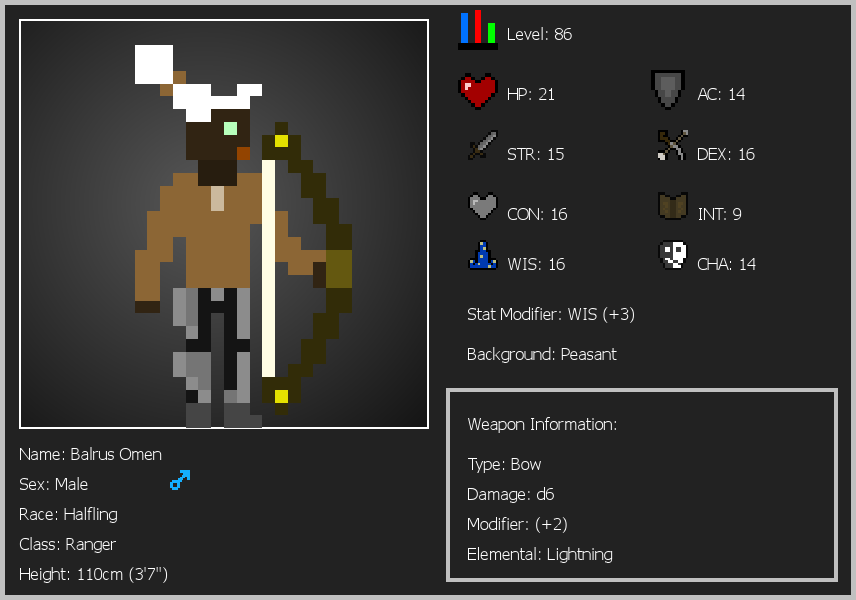 Level: 86
HP: 21
AC: 14
STR: 15
DEX: 16
CON: 16
INT: 9
WIS: 16
CHA: 14
Stat Modifier: WIS (+3)
Background: Peasant
Name: Balrus Omen
Sex: Male
Race: Halfling
Class: Ranger
Height: 110cm (3'7")
Weapon Information:
Type: Bow
Damage: d6
Modifier: (+2)
Elemental: Lightning